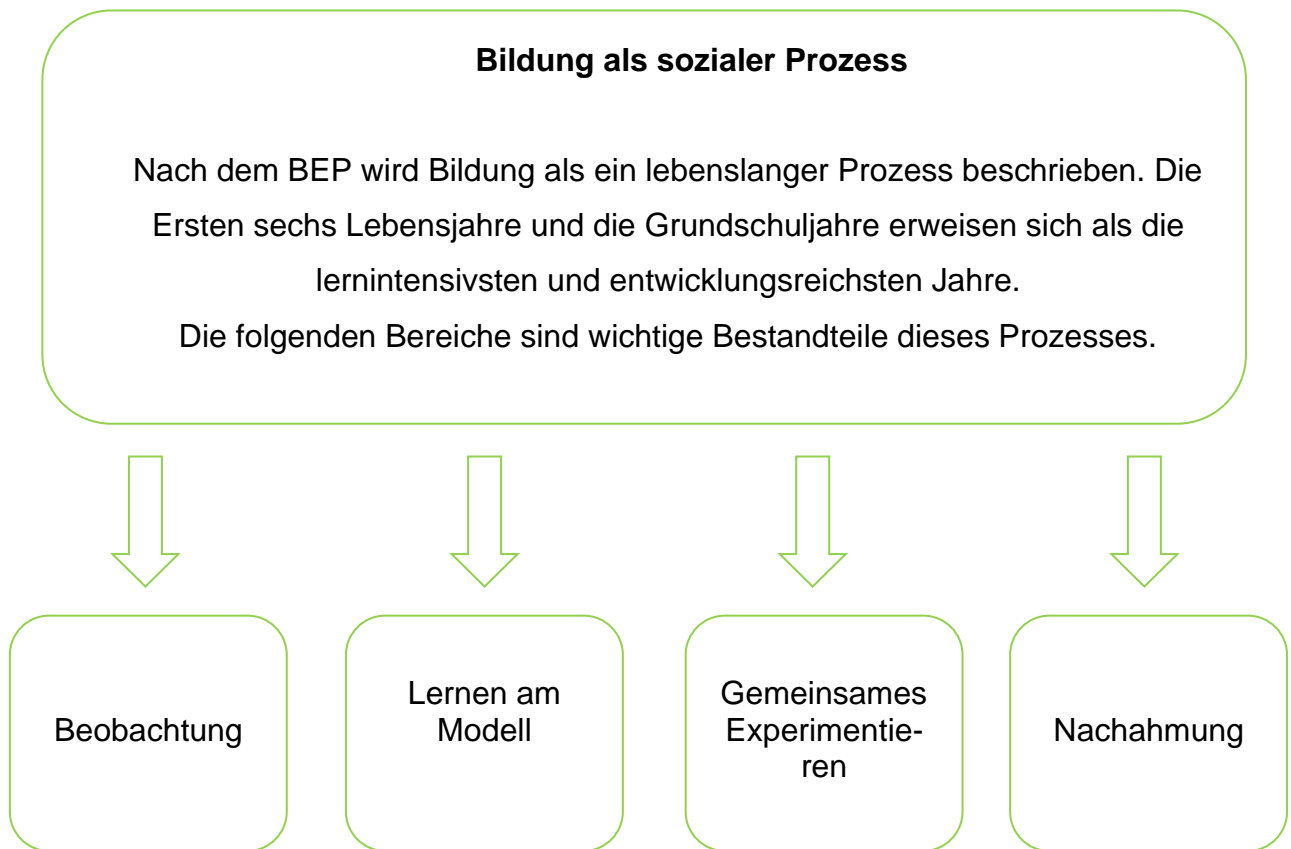 Bildung als sozialer Prozess
Nach dem BEP wird Bildung als ein lebenslanger Prozess beschrieben. Die
Ersten sechs Lebensjahre und die Grundschuljahre erweisen sich als die
lernintensivsten und entwicklungsreichsten Jahre.
Die folgenden Bereiche sind wichtige Bestandteile dieses Prozesses.
Beobachtung
Lernen am
Modell
Gemeinsames
Experimentie-
ren
Nachahmung